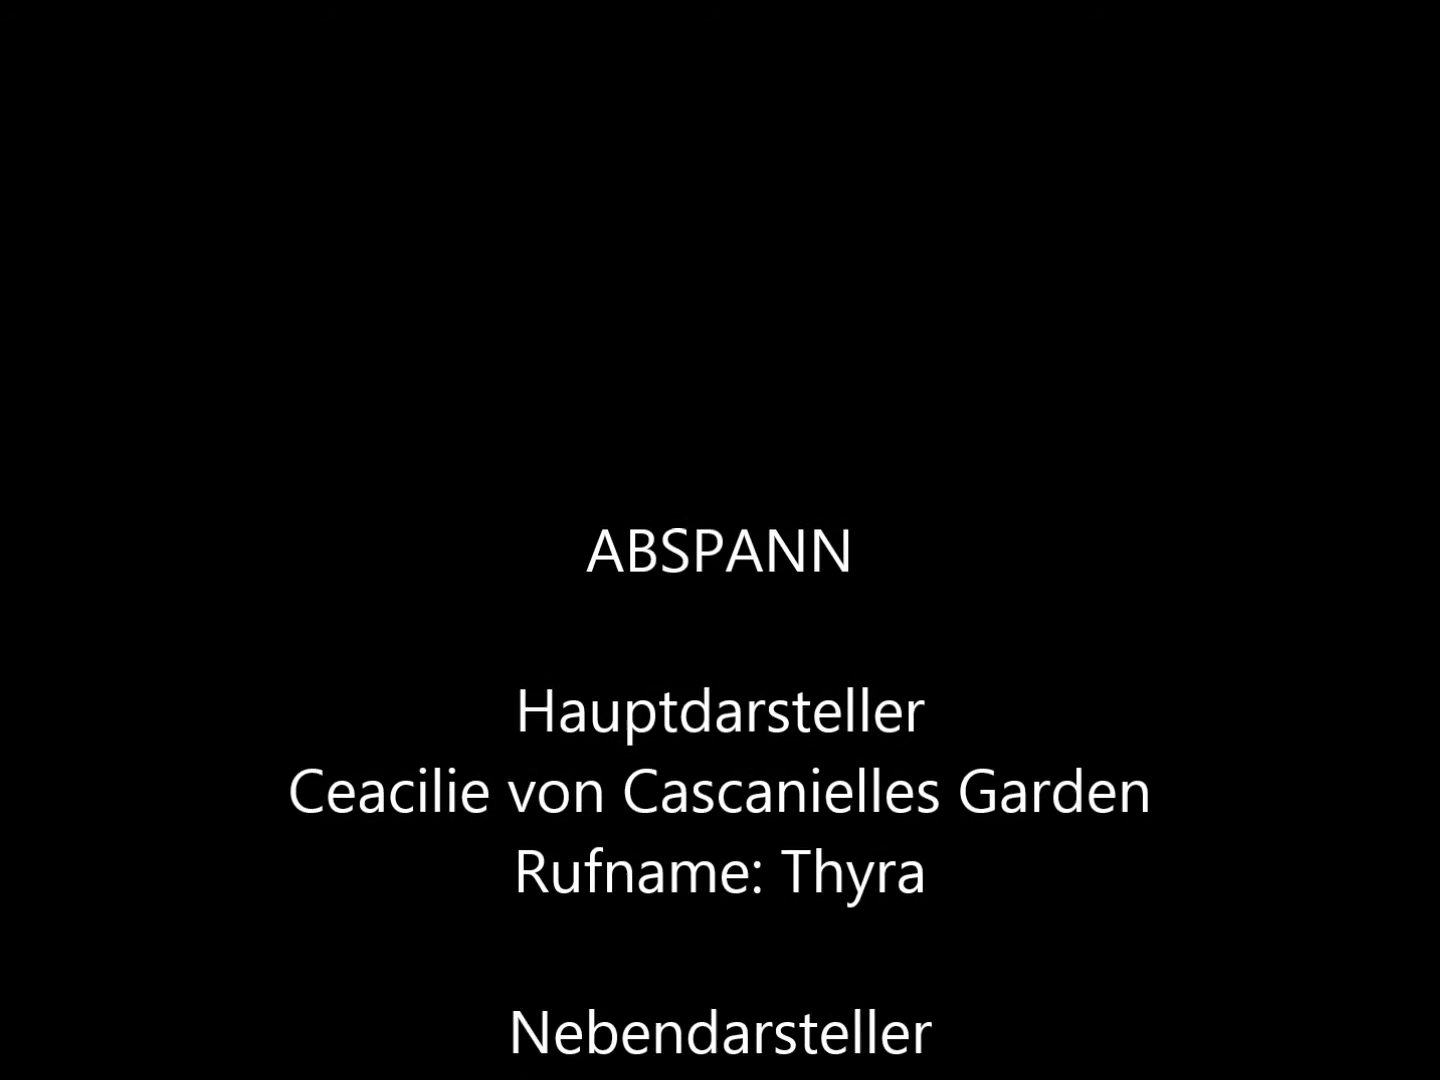 ABSPANN
Hauptdarsteller
Ceacilie von Cascanielles Garden
Rufname: Thyra
Nebendarsteller